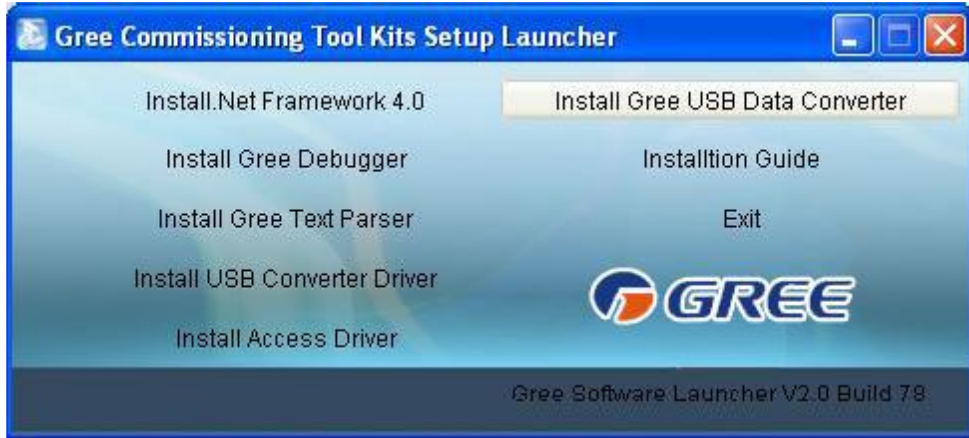 Gree Commissioning Tool Kits Setup Launcher
Install.Net Framework 4.0
Install Gree USB Data Converter
Install Gree Debugger
Installtion Guide
Install Gree Text Parser
Exit
Install USB Converter Driver
GREE
Install Access Driver
Gree Software Launcher V2.0 Build 78